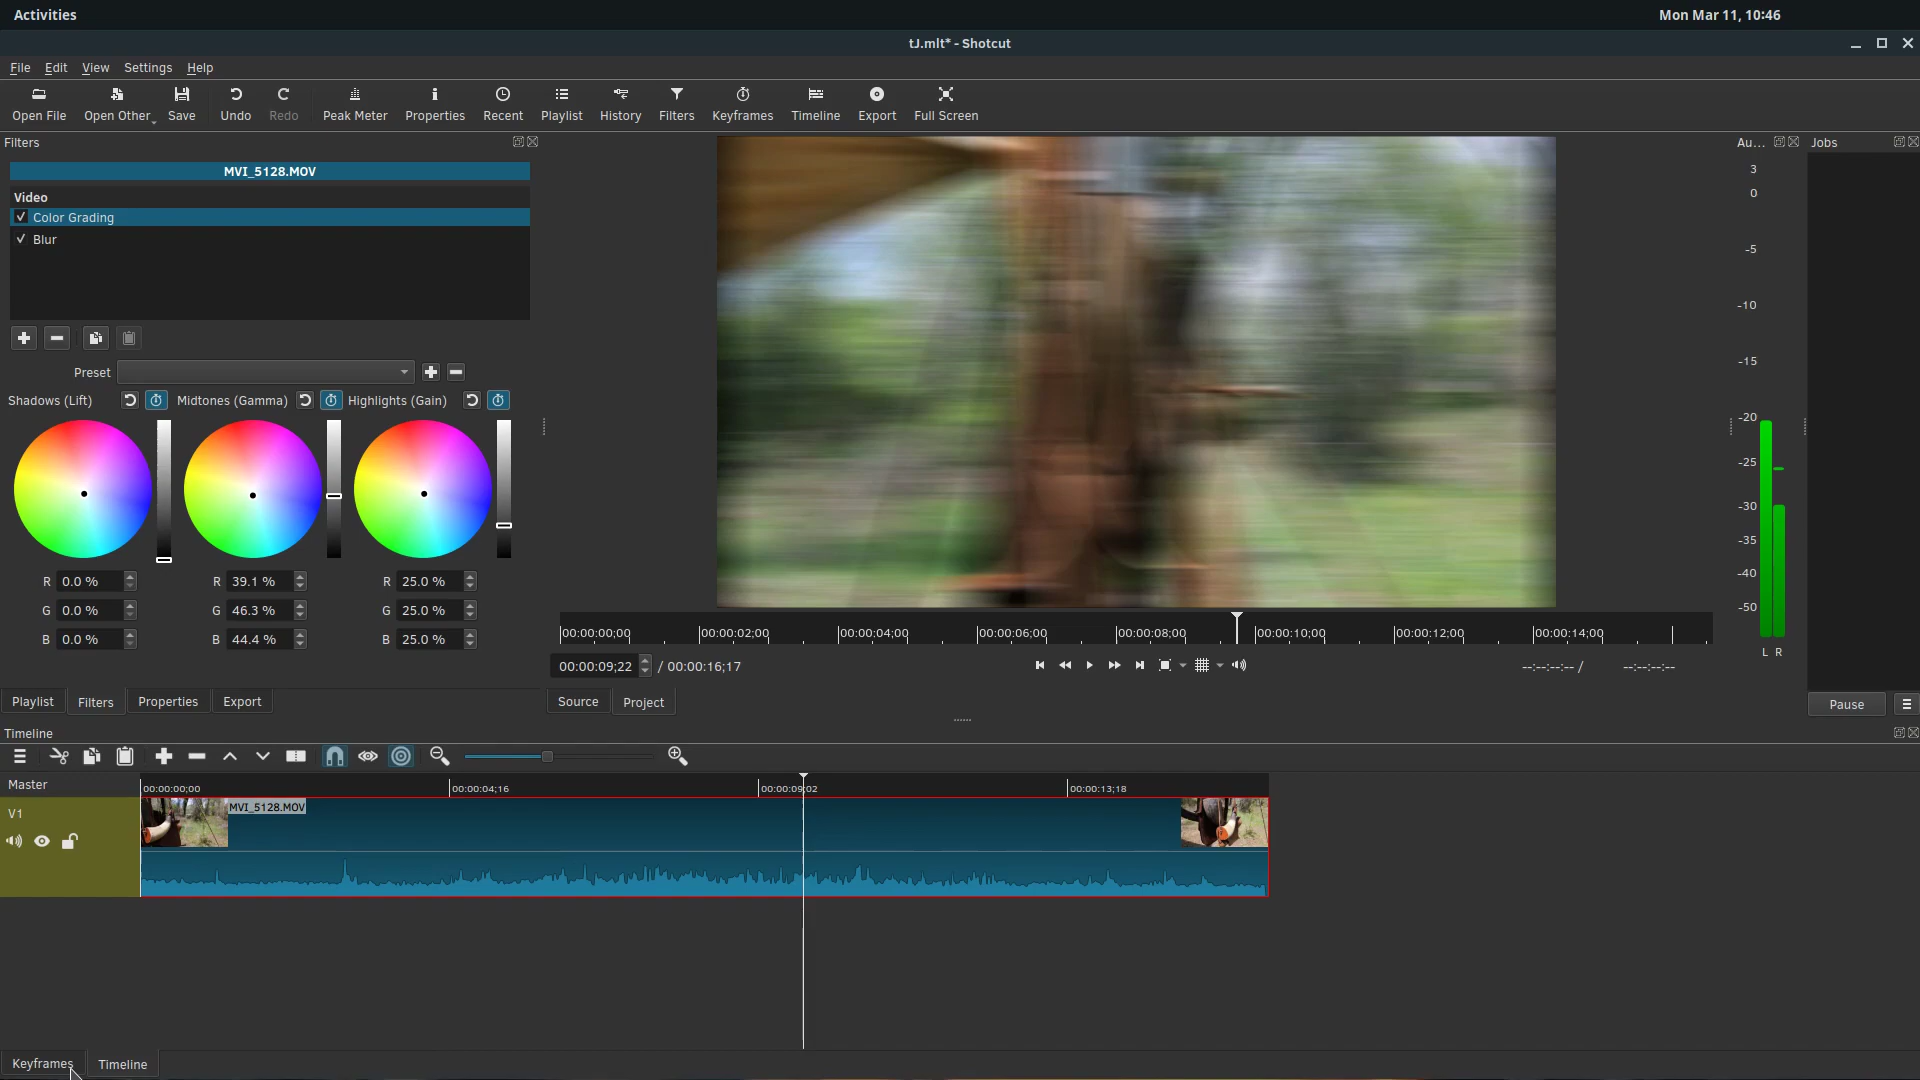 Activities
Mon Mar 11, 10:46
tJ.mlt* - Shotcut
File Edit View Settings Help
Open File Open Other Save Undo Redo Peak Meter Properties Recent Playlist History Filters Keyframes Timeline Export Full Screen
Filters
Au... Jobs
MVI_5128.MOV
Video
Color Grading
Blur
Preset
Shadows (Lift) Midtones (Gamma) Highlights (Gain)
R 0.0 % R 39.1 % R 25.0 %
G 0.0 % G 46.3 % G 25.0 %
B 0.0 % B 44.4 % B 25.0 %
3
0
-5
-10
-15
-20
-25
-30
-35
-40
-50
L R
00:00:00;00 00:00:02;00 00:00:04;00 00:00:06;00 00:00:08;00 00:00:10;00 00:00:12;00 00:00:14;00
00:00:09;22 / 00:00:16;17 --:--:--:-- / --:--:--:--
Playlist Filters Properties Export
Source Project
Pause
Timeline
Master
00:00:00;00 00:00:04;16 00:00:09;02 00:00:13;18
V1
MVI_5128.MOV
Keyframes Timeline